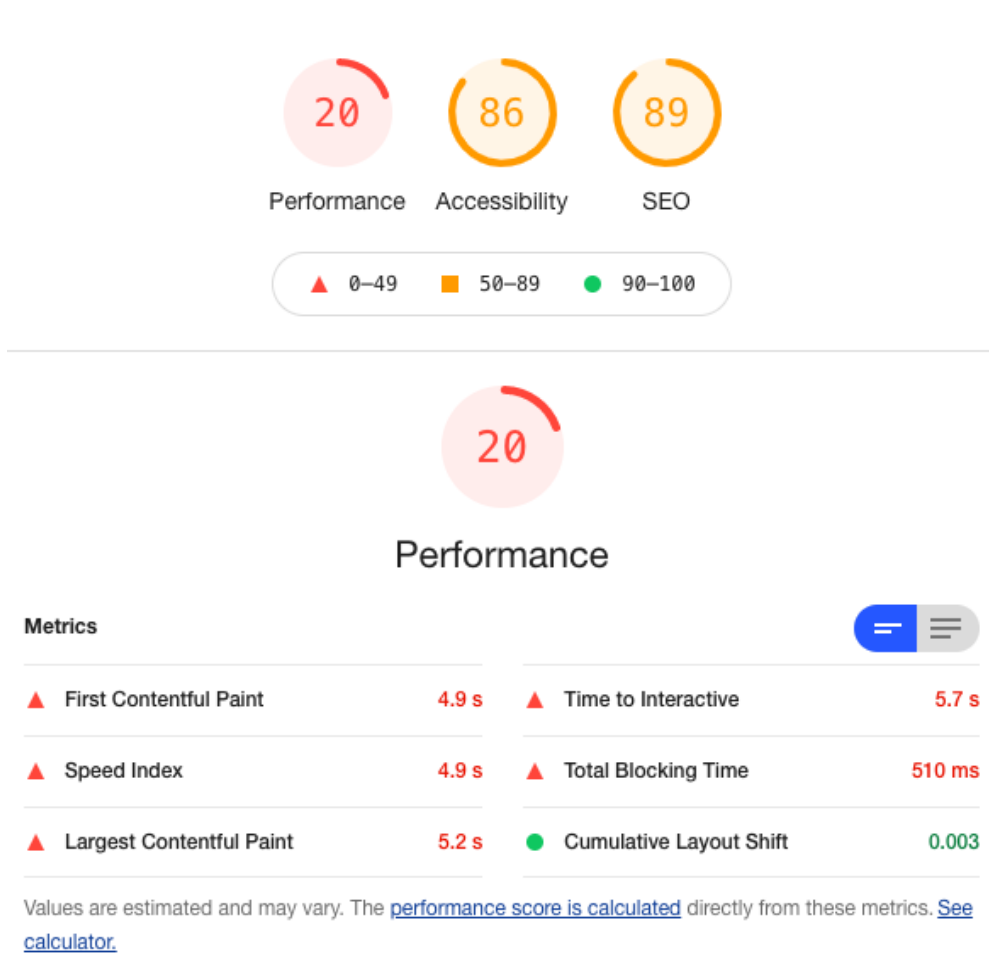 20 86 89
Performance Accessibility SEO
0–49 50–89 90–100
20
Performance
Metrics
First Contentful Paint 4.9 s Time to Interactive 5.7 s
Speed Index 4.9 s Total Blocking Time 510 ms
Largest Contentful Paint 5.2 s Cumulative Layout Shift 0.003
Values are estimated and may vary. The performance score is calculated directly from these metrics. See
calculator.